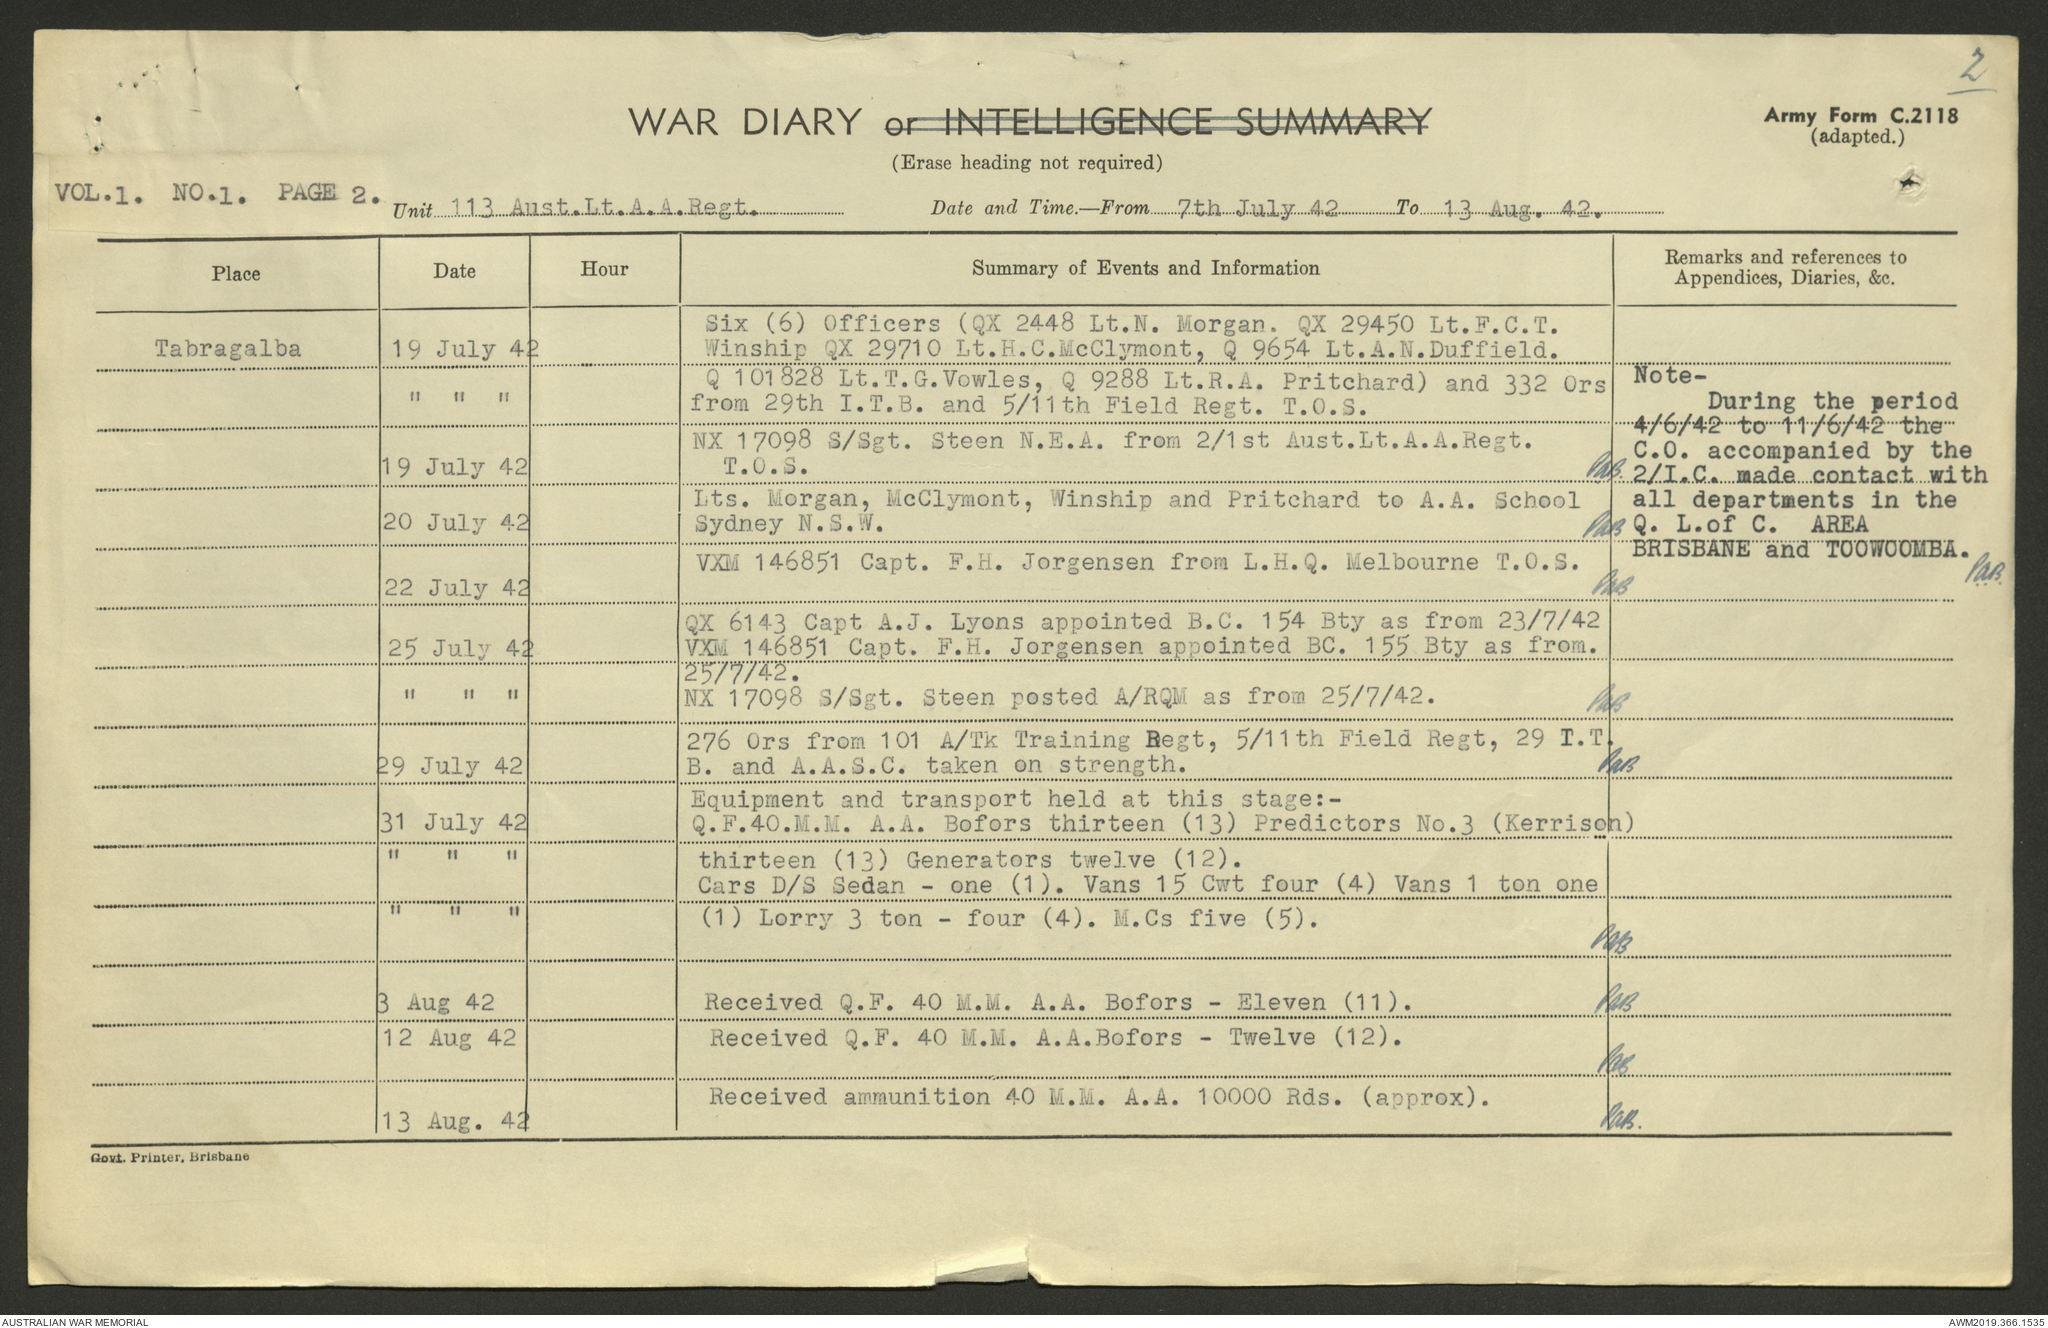 2
WAR DIARY or INTELLIGENCE SUMMARY
(Erase heading not required)
Army Form C.2118
(adapted.)
VOL.1. NO.1. PAGE 2.
Unit 113 Aust.Lt.A.A.Regt.
Date and Time.—From 7th July 42 To 13 Aug. 42.
Place Date Hour Summary of Events and Information Remarks and references to
Appendices, Diaries, &c.
Six (6) Officers (QX 2448 Lt.N. Morgan. QX 29450 Lt.F.C.T.
Tabragalba 19 July 42 Winship QX 29710 Lt.H.C.McClymont, Q 9654 Lt.A.N.Duffield.
" " " Q 101828 Lt.T.G.Vowles, Q 9288 Lt.R.A. Pritchard) and 332 Ors
from 29th I.T.B. and 5/11th Field Regt. T.O.S.
NX 17098 S/Sgt. Steen N.E.A. from 2/1st Aust.Lt.A.A.Regt.
19 July 42 T.O.S. PaB.
Lts. Morgan, McClymont, Winship and Pritchard to A.A. School
20 July 42 Sydney N.S.W. PaB
VXM 146851 Capt. F.H. Jorgensen from L.H.Q. Melbourne T.O.S.
22 July 42 PaB
Note-
During the period
4/6/42 to 11/6/42 the
C.O. accompanied by the
2/I.C. made contact with
all departments in the
Q. L.of C. AREA
BRISBANE and TOOWOOMBA.
PaB.
QX 6143 Capt A.J. Lyons appointed B.C. 154 Bty as from 23/7/42
25 July 42 VXM 146851 Capt. F.H. Jorgensen appointed BC. 155 Bty as from.
25/7/42.
" " " NX 17098 S/Sgt. Steen posted A/RQM as from 25/7/42. PaB
276 Ors from 101 A/Tk Training Regt, 5/11th Field Regt, 29 I.T.
29 July 42 B. and A.A.S.C. taken on strength. PaB
Equipment and transport held at this stage:-
31 July 42 Q.F.40.M.M. A.A. Bofors thirteen (13) Predictors No.3 (Kerrison)
" " " thirteen (13) Generators twelve (12).
Cars D/S Sedan - one (1). Vans 15 Cwt four (4) Vans 1 ton one
" " " (1) Lorry 3 ton - four (4). M.Cs five (5).
PaB
3 Aug 42 Received Q.F. 40 M.M. A.A. Bofors - Eleven (11). PaB
12 Aug 42 Received Q.F. 40 M.M. A.A.Bofors - Twelve (12).
PaB
Received ammunition 40 M.M. A.A. 10000 Rds. (approx).
13 Aug. 42 PaB.
Govt. Printer, Brisbane
AUSTRALIAN WAR MEMORIAL
AWM2019.366.1535